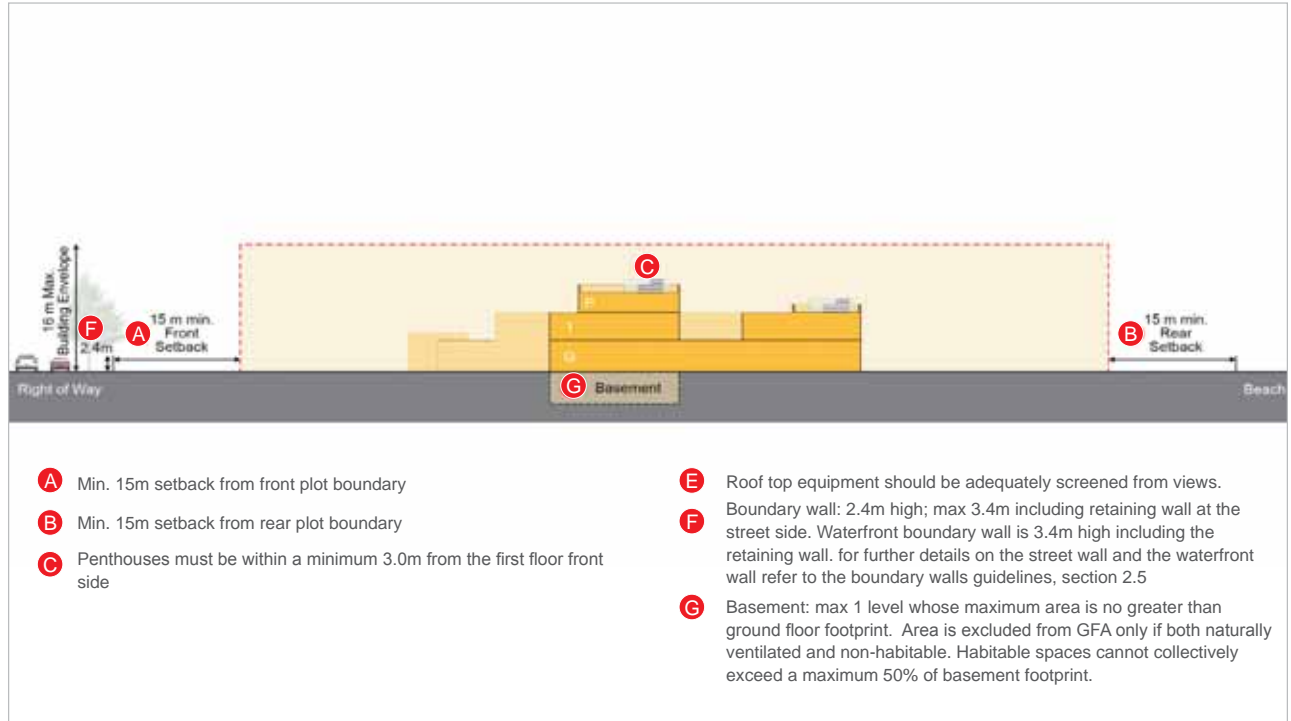 16 m Max.
Building Envelope
F
2.4m
A
15 m min.
Front
Setback
C
P
1
G
B
15 m min.
Rear
Setback
Right of Way
G Basement
Beach
A Min. 15m setback from front plot boundary
B Min. 15m setback from rear plot boundary
C Penthouses must be within a minimum 3.0m from the first floor front
side
E Roof top equipment should be adequately screened from views.
F Boundary wall: 2.4m high; max 3.4m including retaining wall at the
street side. Waterfront boundary wall is 3.4m high including the
retaining wall. for further details on the street wall and the waterfront
wall refer to the boundary walls guidelines, section 2.5
G Basement: max 1 level whose maximum area is no greater than
ground floor footprint. Area is excluded from GFA only if both naturally
ventilated and non-habitable. Habitable spaces cannot collectively
exceed a maximum 50% of basement footprint.